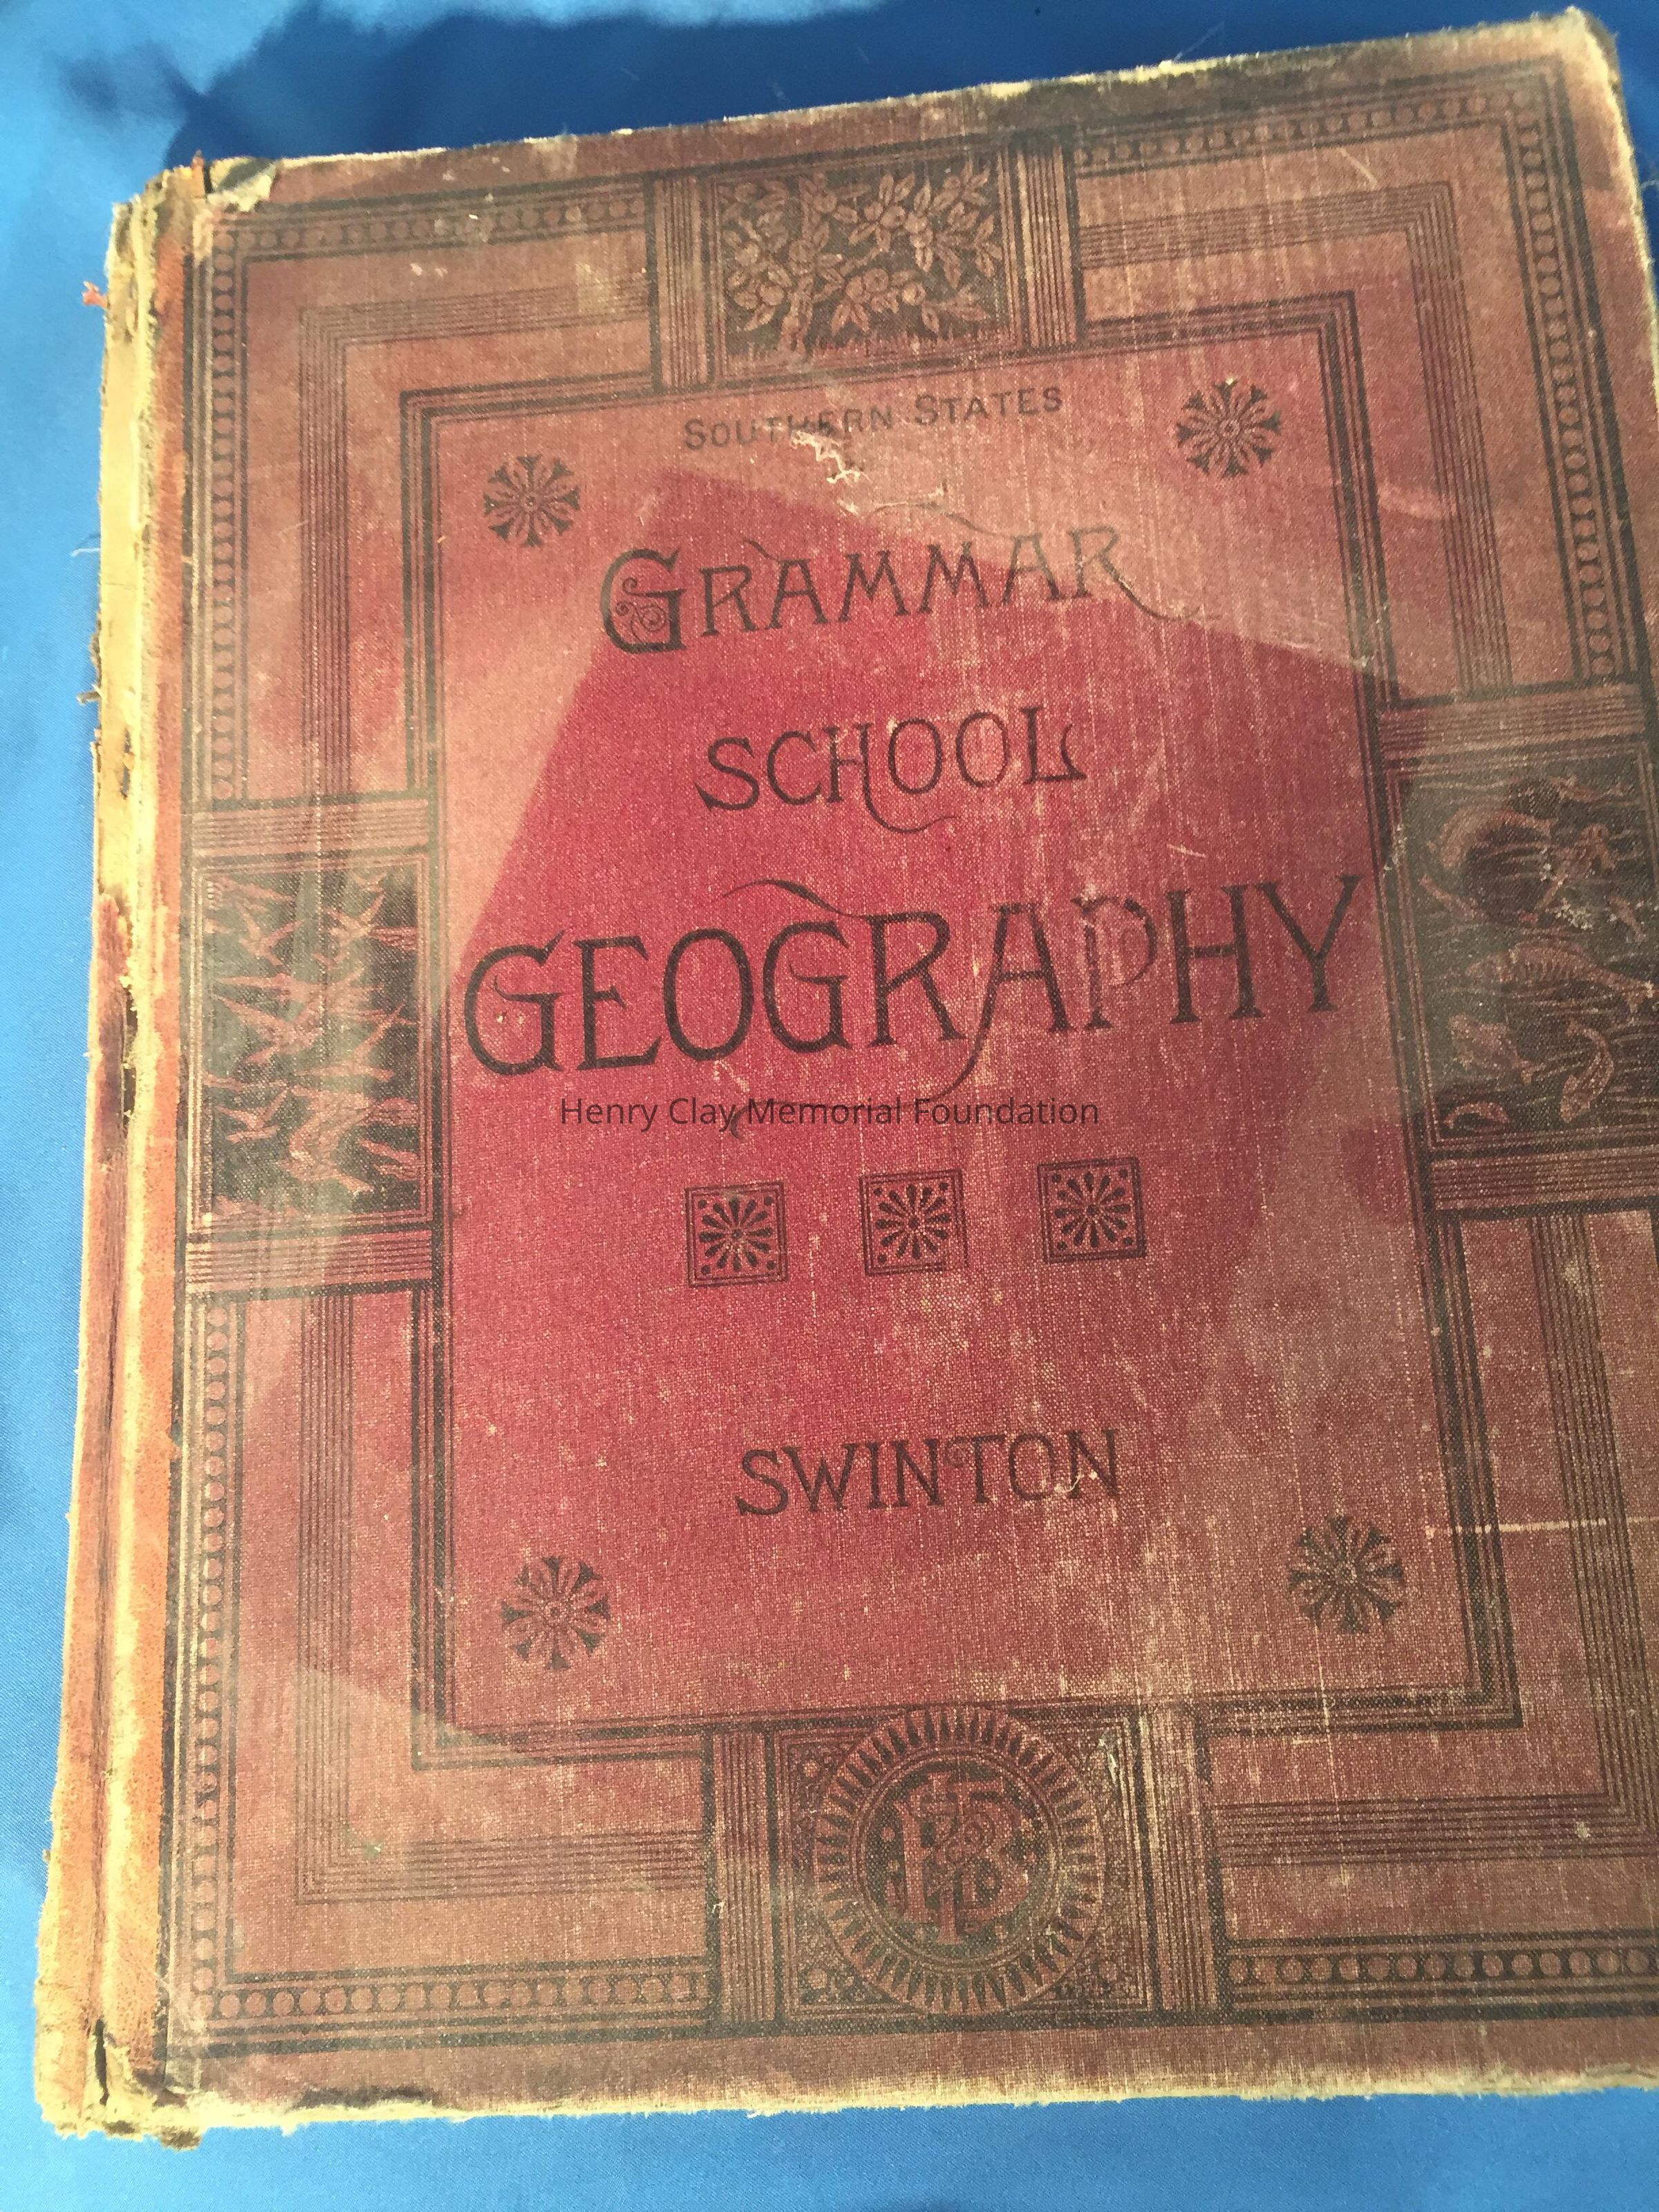 SOUTHERN STATES
GRAMMAR
SCHOOL
GEOGRAPHY
Henry Clay Memorial Foundation
SWINTON